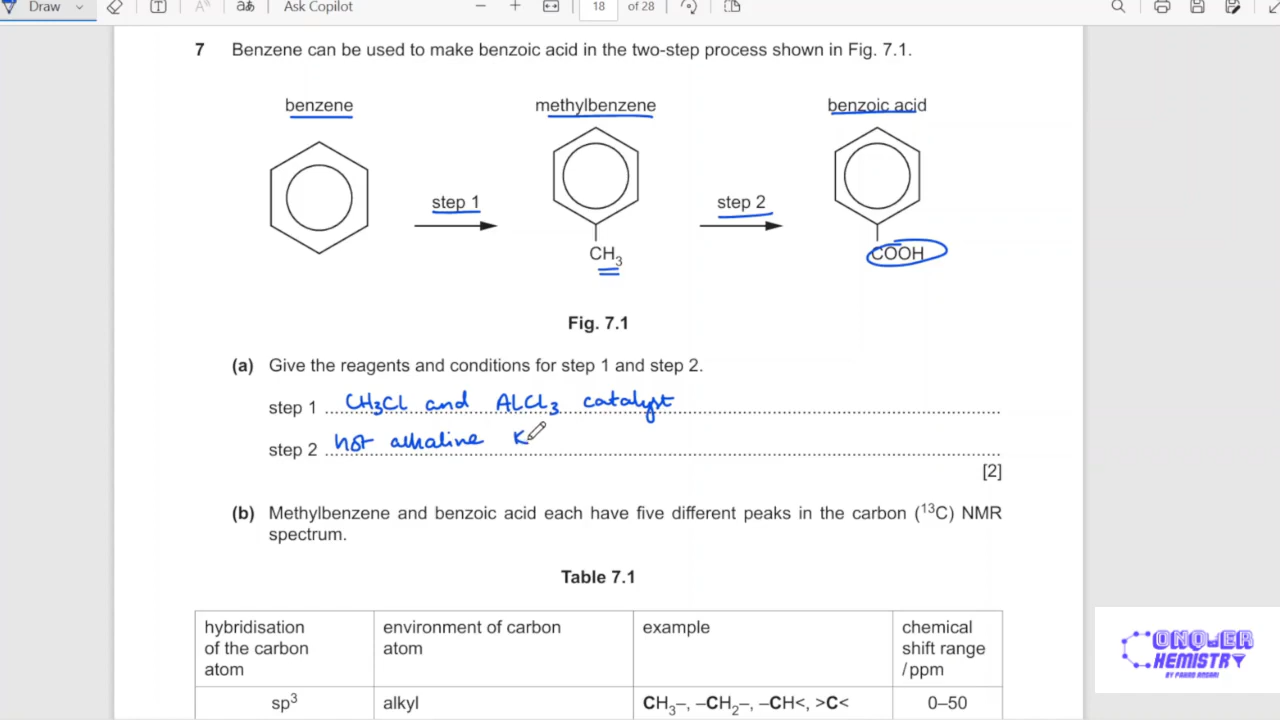 Draw
Ask Copilot
18 of 28
7 Benzene can be used to make benzoic acid in the two-step process shown in Fig. 7.1.
benzene methylbenzene benzoic acid
step 1 step 2
CH₃ COOH
Fig. 7.1
(a) Give the reagents and conditions for step 1 and step 2.
step 1 CH3Cl and AlCl3 catalyst
step 2 hot alkaline K
[2]
(b) Methylbenzene and benzoic acid each have five different peaks in the carbon (¹³C) NMR
spectrum.
Table 7.1
hybridisation of the carbon atom
environment of carbon atom
example
chemical shift range /ppm
sp³ alkyl CH₃–, –CH₂–, –CH<, >C< 0–50
CONQUER
CHEMISTRY
BY FAHAD ANSARI